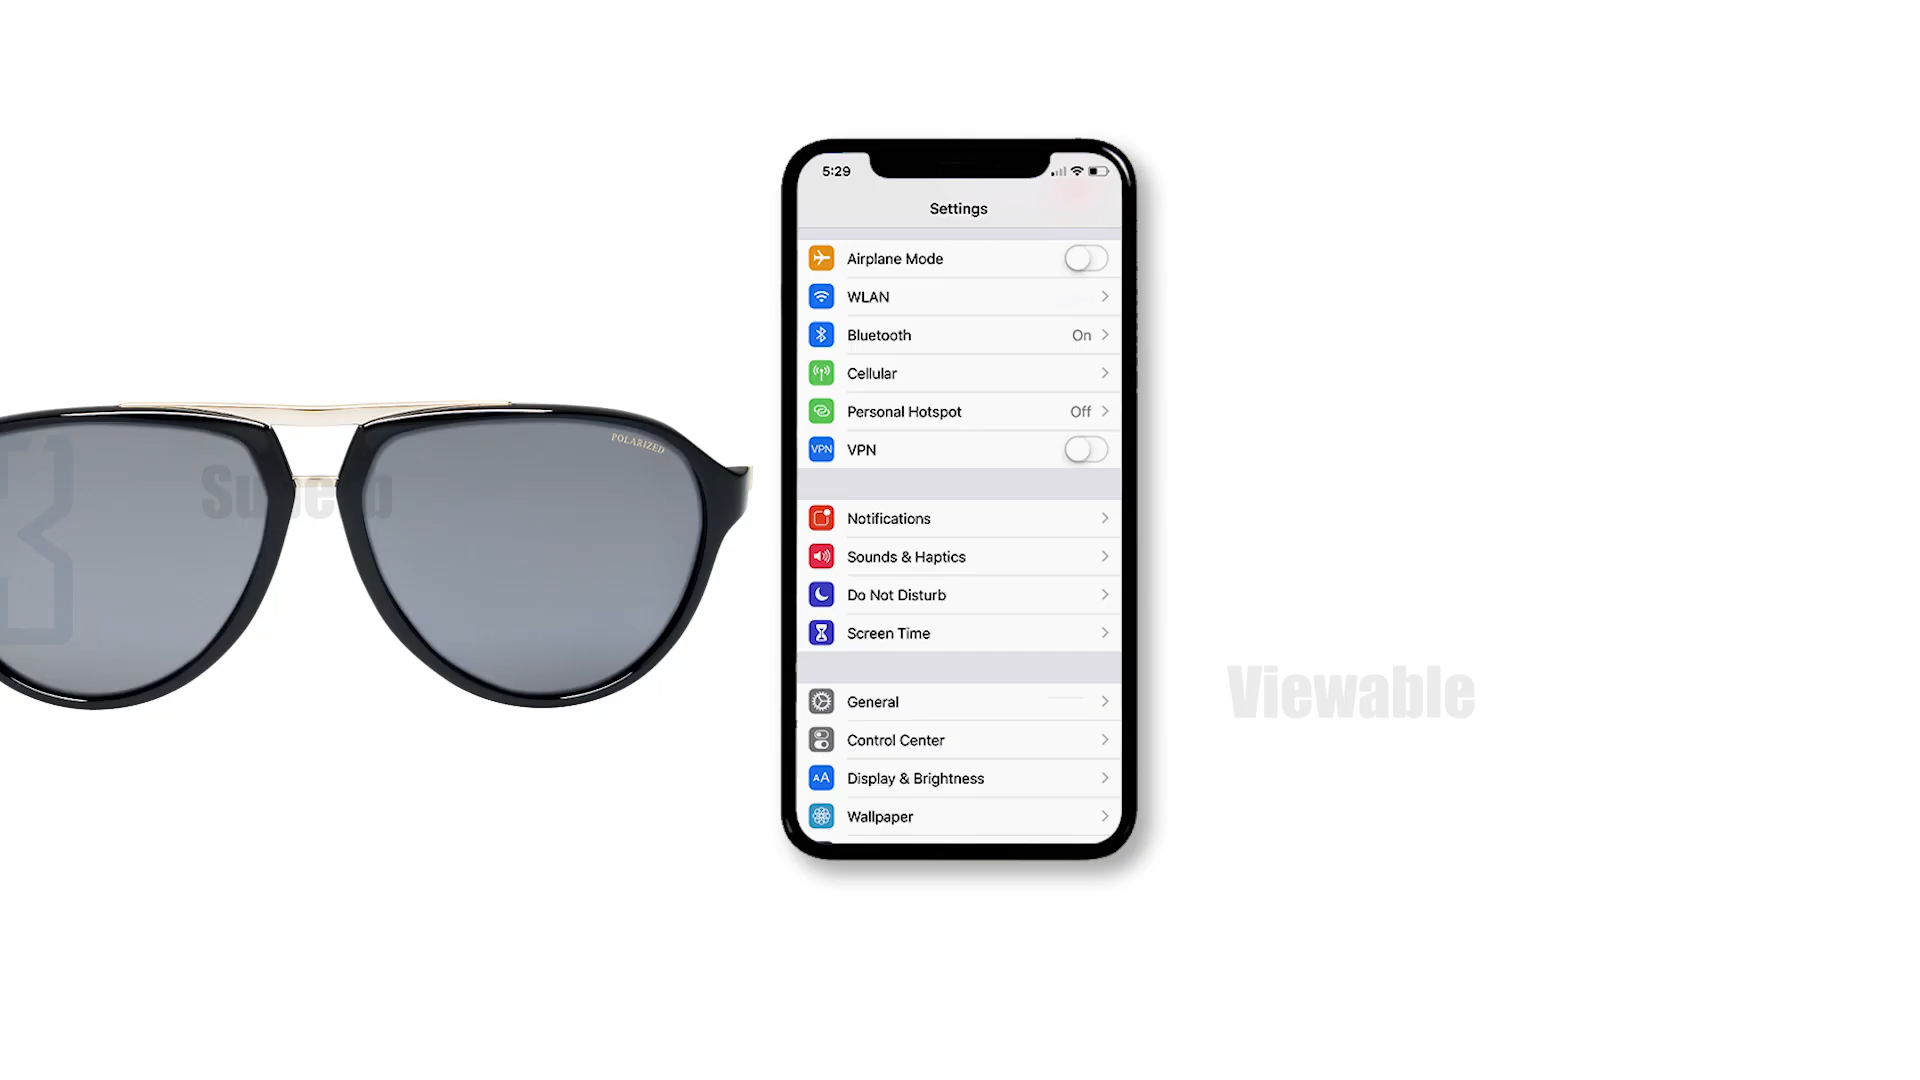 POLARIZED
Superb
5:29
Settings
Airplane Mode
WLAN
Bluetooth On
Cellular
Personal Hotspot Off
VPN VPN
Notifications
Sounds & Haptics
Do Not Disturb
Screen Time
General
Control Center
AA Display & Brightness
Wallpaper
Viewable